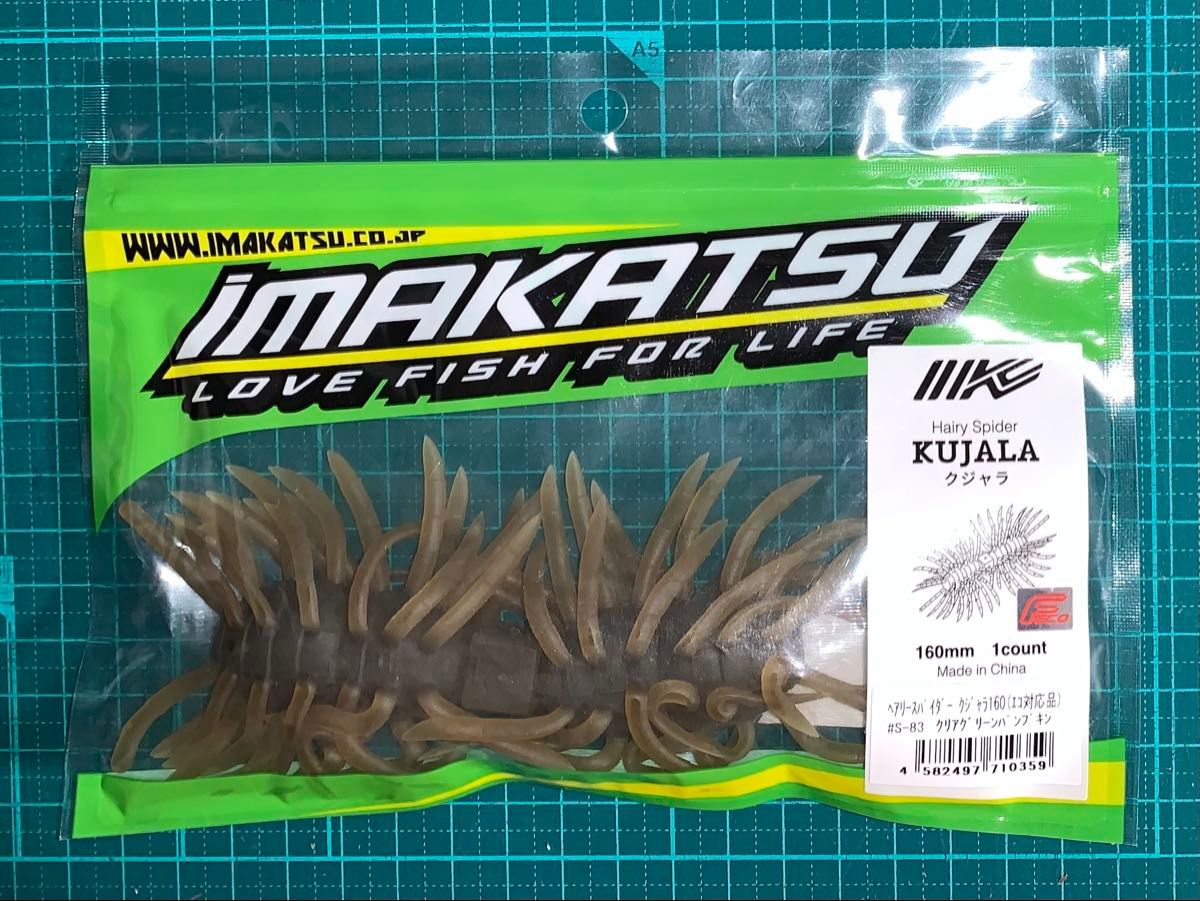 A5
WWW.IMAKATSU.CO.JP
iMAKATSU
LOVE FISH FOR LIFE
IK
Hairy Spider
KUJALA
クジャラ
ECO
160mm 1count
Made in China
ﾍｱﾘｰｽﾊﾟｲﾀﾞｰ ｸｼﾞｬﾗ160(ｴｺ対応品)
#S-83 ｸﾘｱｸﾞﾘｰﾝﾊﾟﾝﾌﾟｷﾝ
4 582497 710359